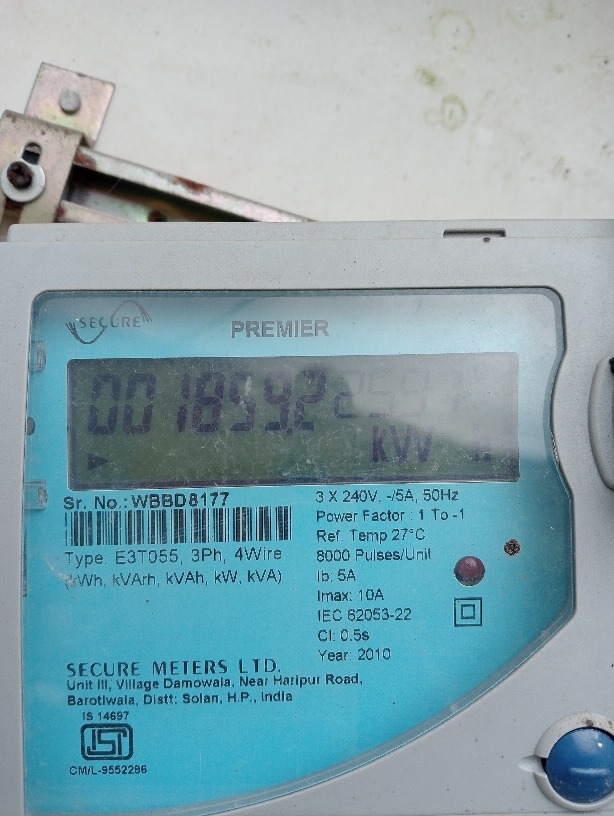 SECURE
PREMIER
001859.2
kW
Sr. No.: WBBD8177
Type: E3T055, 3Ph, 4Wire
(kWh, kVArh, kVAh, kW, kVA)
3 X 240V, -/5A, 50Hz
Power Factor : 1 To -1
Ref. Temp 27°C
8000 Pulses/Unit
Ib: 5A
Imax: 10A
IEC 62053-22
Cl: 0.5s
Year: 2010
SECURE METERS LTD.
Unit III, Village Damowala, Near Haripur Road,
Barotiwala, Distt: Solan, H.P., India
IS 14697
CM/L-9552286